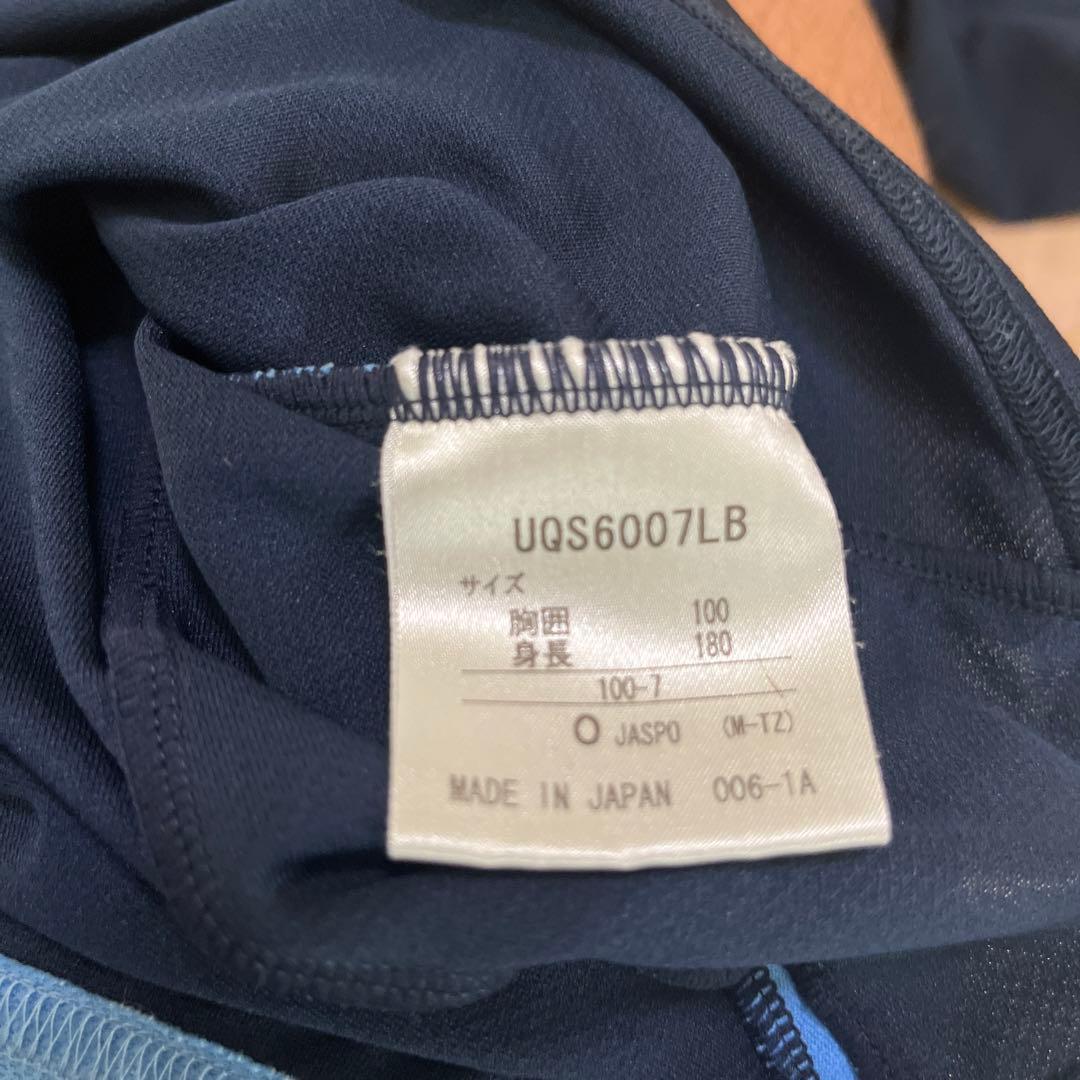 UQS6007LB
サイズ
胸囲 100
身長 180
100-7
O JASPO (M-TZ)
MADE IN JAPAN 006-1A